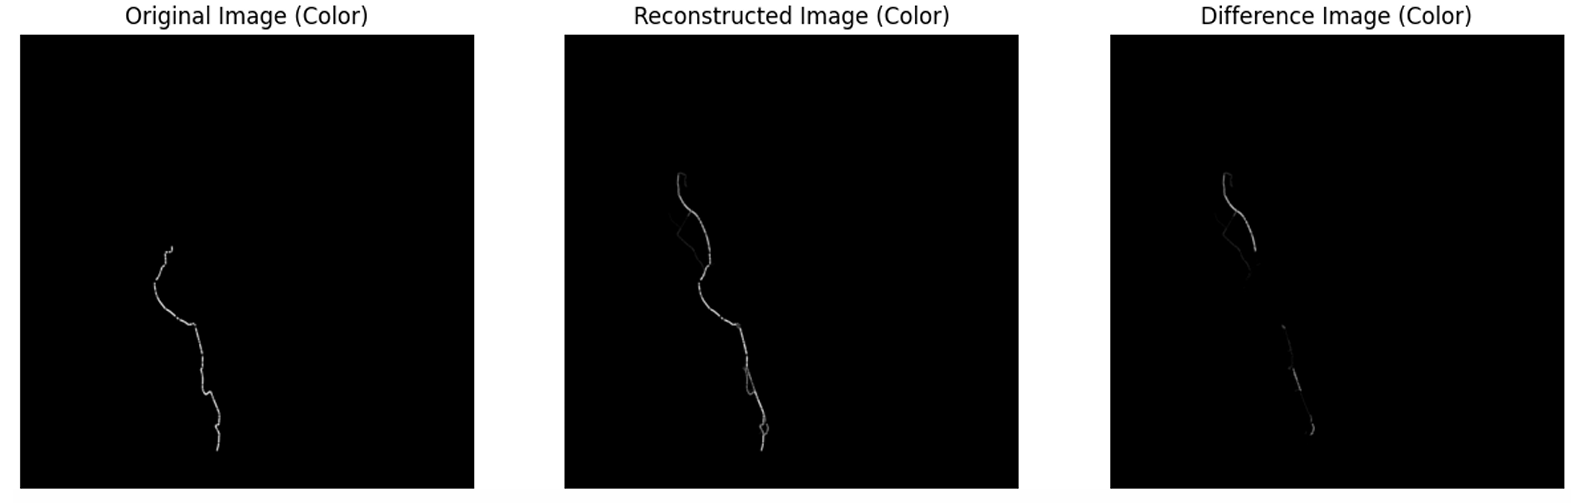 Original Image (Color)
Reconstructed Image (Color)
Difference Image (Color)